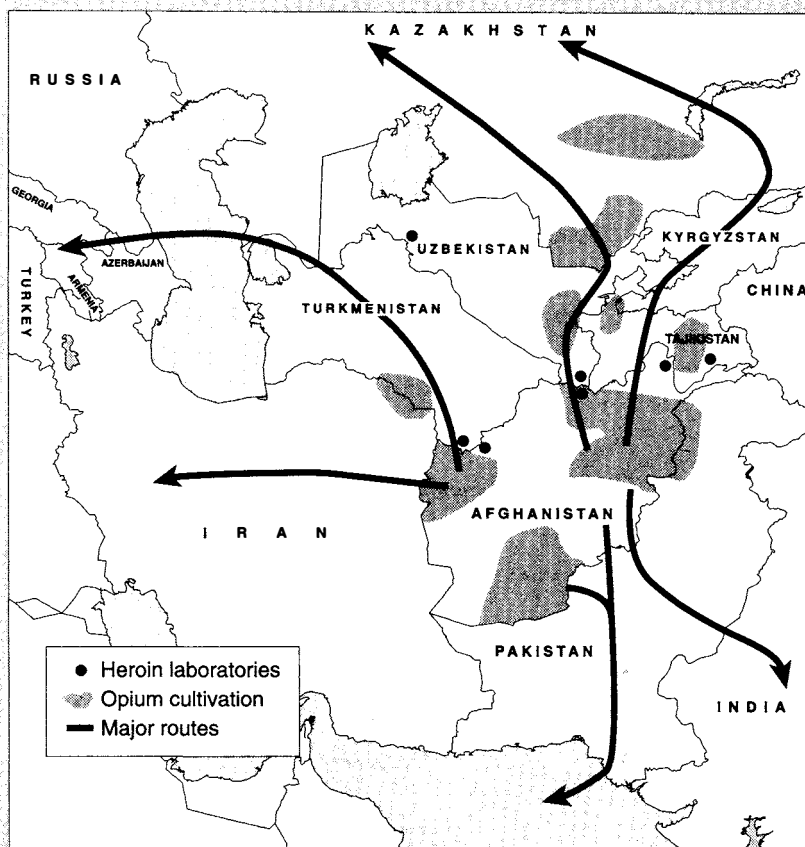 KAZAKHSTAN
RUSSIA
GEORGIA
KYRGYZSTAN
UZBEKISTAN
AZERBAIJAN
CHINA
ARMENIA
TURKEY
TURKMENISTAN
TAJIKISTAN
AFGHANISTAN
IRAN
PAKISTAN
INDIA
Heroin laboratories
Opium cultivation
Major routes